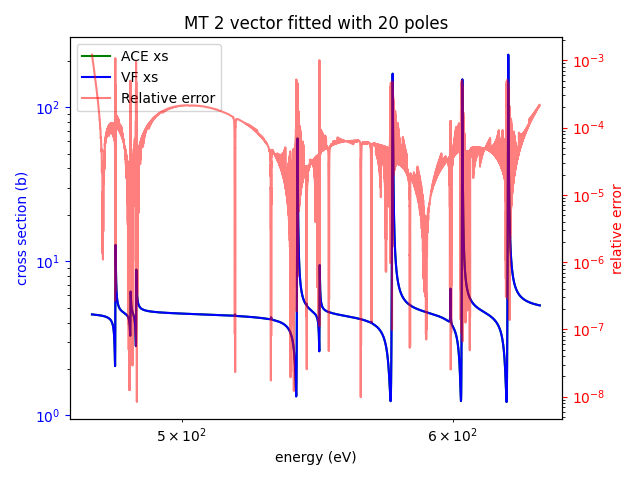 MT 2 vector fitted with 20 poles
ACE xs
VF xs
Relative error
cross section (b)
10²
10¹
10⁰
10⁻³
10⁻⁴
10⁻⁵
10⁻⁶
10⁻⁷
10⁻⁸
relative error
5 × 10²
6 × 10²
energy (eV)